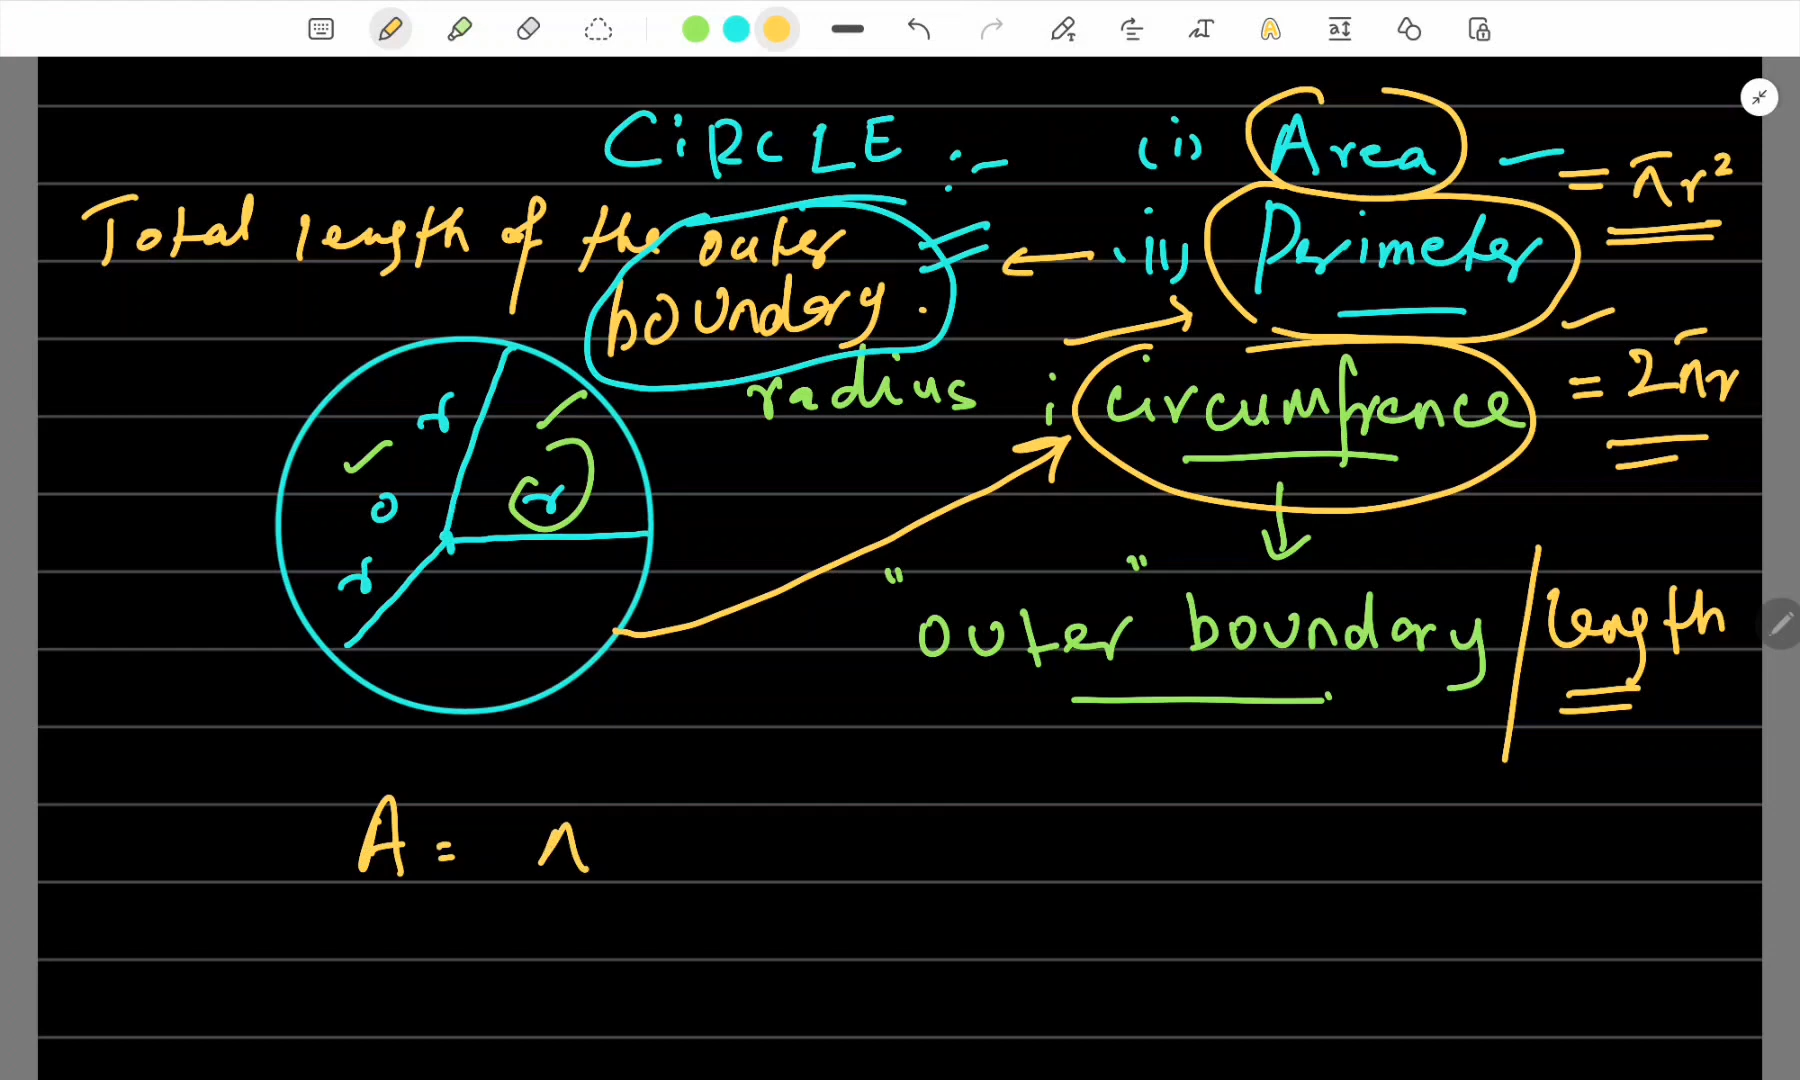 CiRCLE :- (i) Area = πr²
Total length of the outer boundary.
ii) Perimeter
radius ; circumfrence = 2πr
r
r
o
r
"outer" boundary / length
A = π